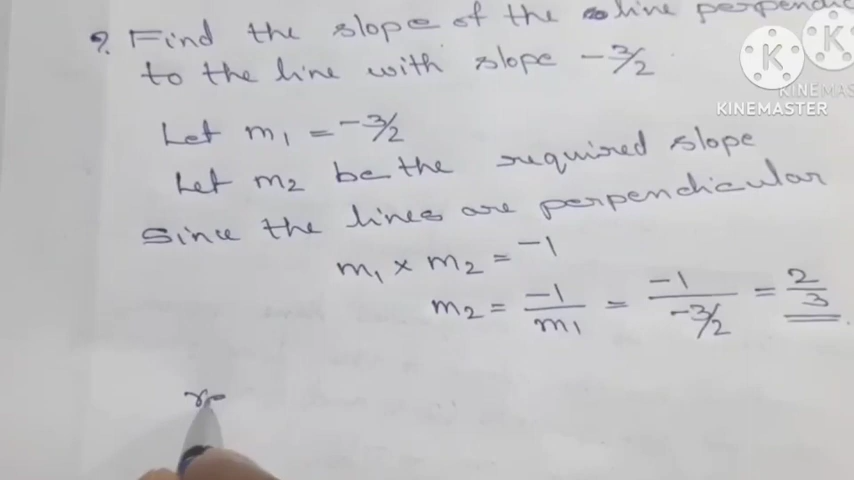 ?. Find the slope of the line perpendic
to the line with slope -3/2
Let m1 = -3/2
Let m2 be the required slope
Since the lines are perpendicular
m1 x m2 = -1
m2 = -1/m1 = -1/-3/2 = 2/3
KINEMAS
KINEMASTER